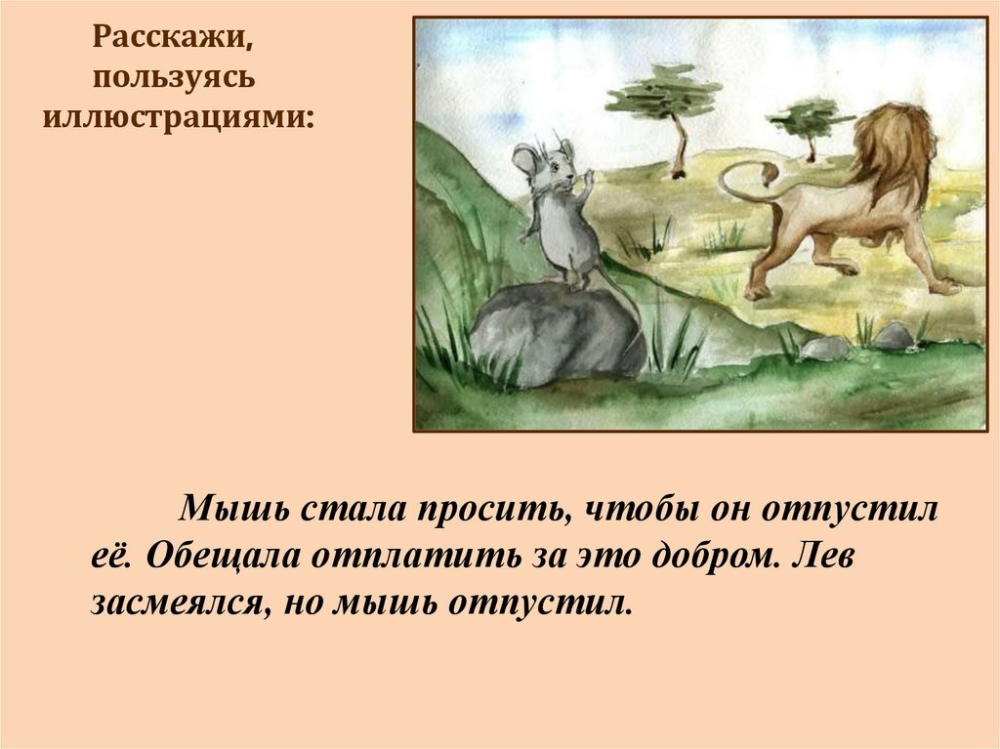 Расскажи,
пользуясь
иллюстрациями:
Мышь стала просить, чтобы он отпустил
её. Обещала отплатить за это добром. Лев
засмеялся, но мышь отпустил.